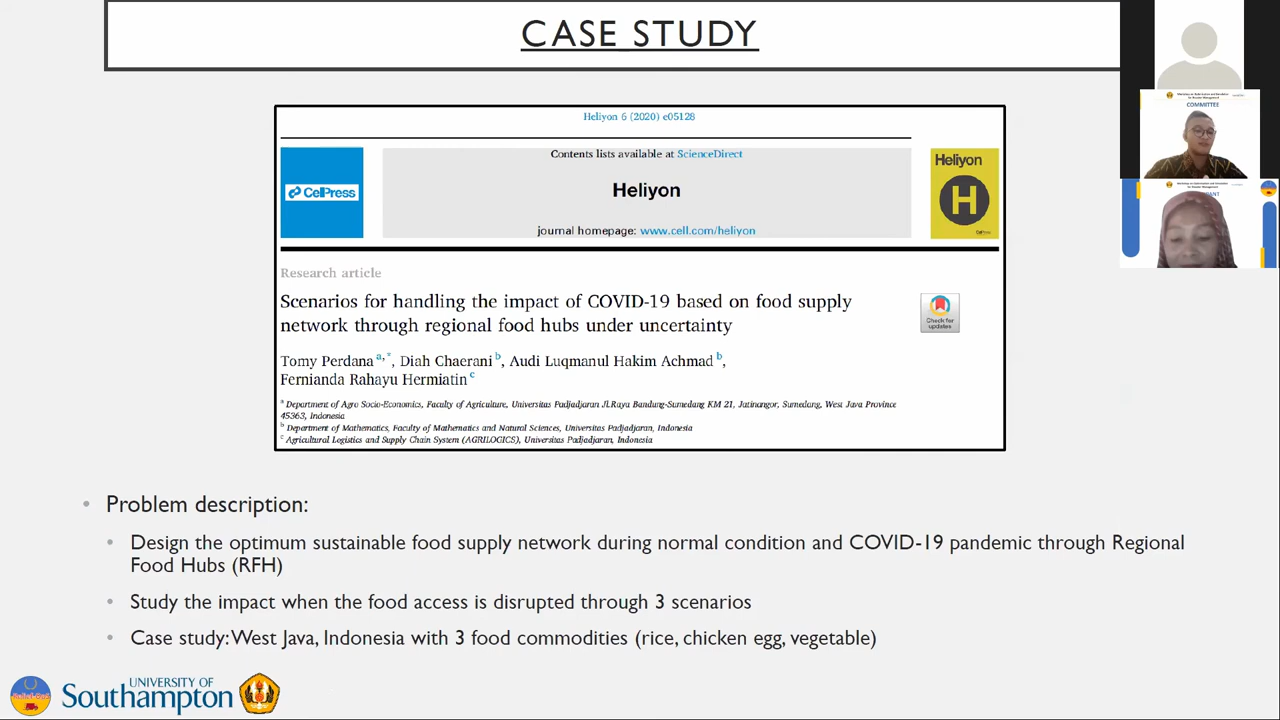 CASE STUDY
Heliyon 6 (2020) e05128
Contents lists available at ScienceDirect
CelPress
Heliyon
journal homepage: www.cell.com/heliyon
Heliyon
H
CelPress
Research article
Scenarios for handling the impact of COVID-19 based on food supply
network through regional food hubs under uncertainty
Check for
updates
Tomy Perdana a,*, Diah Chaerani b, Audi Luqmanul Hakim Achmad b,
Fernianda Rahayu Hermiatin c
a Department of Agro Socio-Economics, Faculty of Agriculture, Universitas Padjadjaran Jl.Raya Bandung-Sumedang KM 21, Jatinangor, Sumedang, West Java Province
45363, Indonesia
b Department of Mathematics, Faculty of Mathematics and Natural Sciences, Universitas Padjadjaran, Indonesia
c Agricultural Logistics and Supply Chain System (AGRILOGICS), Universitas Padjadjaran, Indonesia
• Problem description:
• Design the optimum sustainable food supply network during normal condition and COVID-19 pandemic through Regional
Food Hubs (RFH)
• Study the impact when the food access is disrupted through 3 scenarios
• Case study: West Java, Indonesia with 3 food commodities (rice, chicken egg, vegetable)
UNIVERSITY OF
Southampton
COMMITTEE